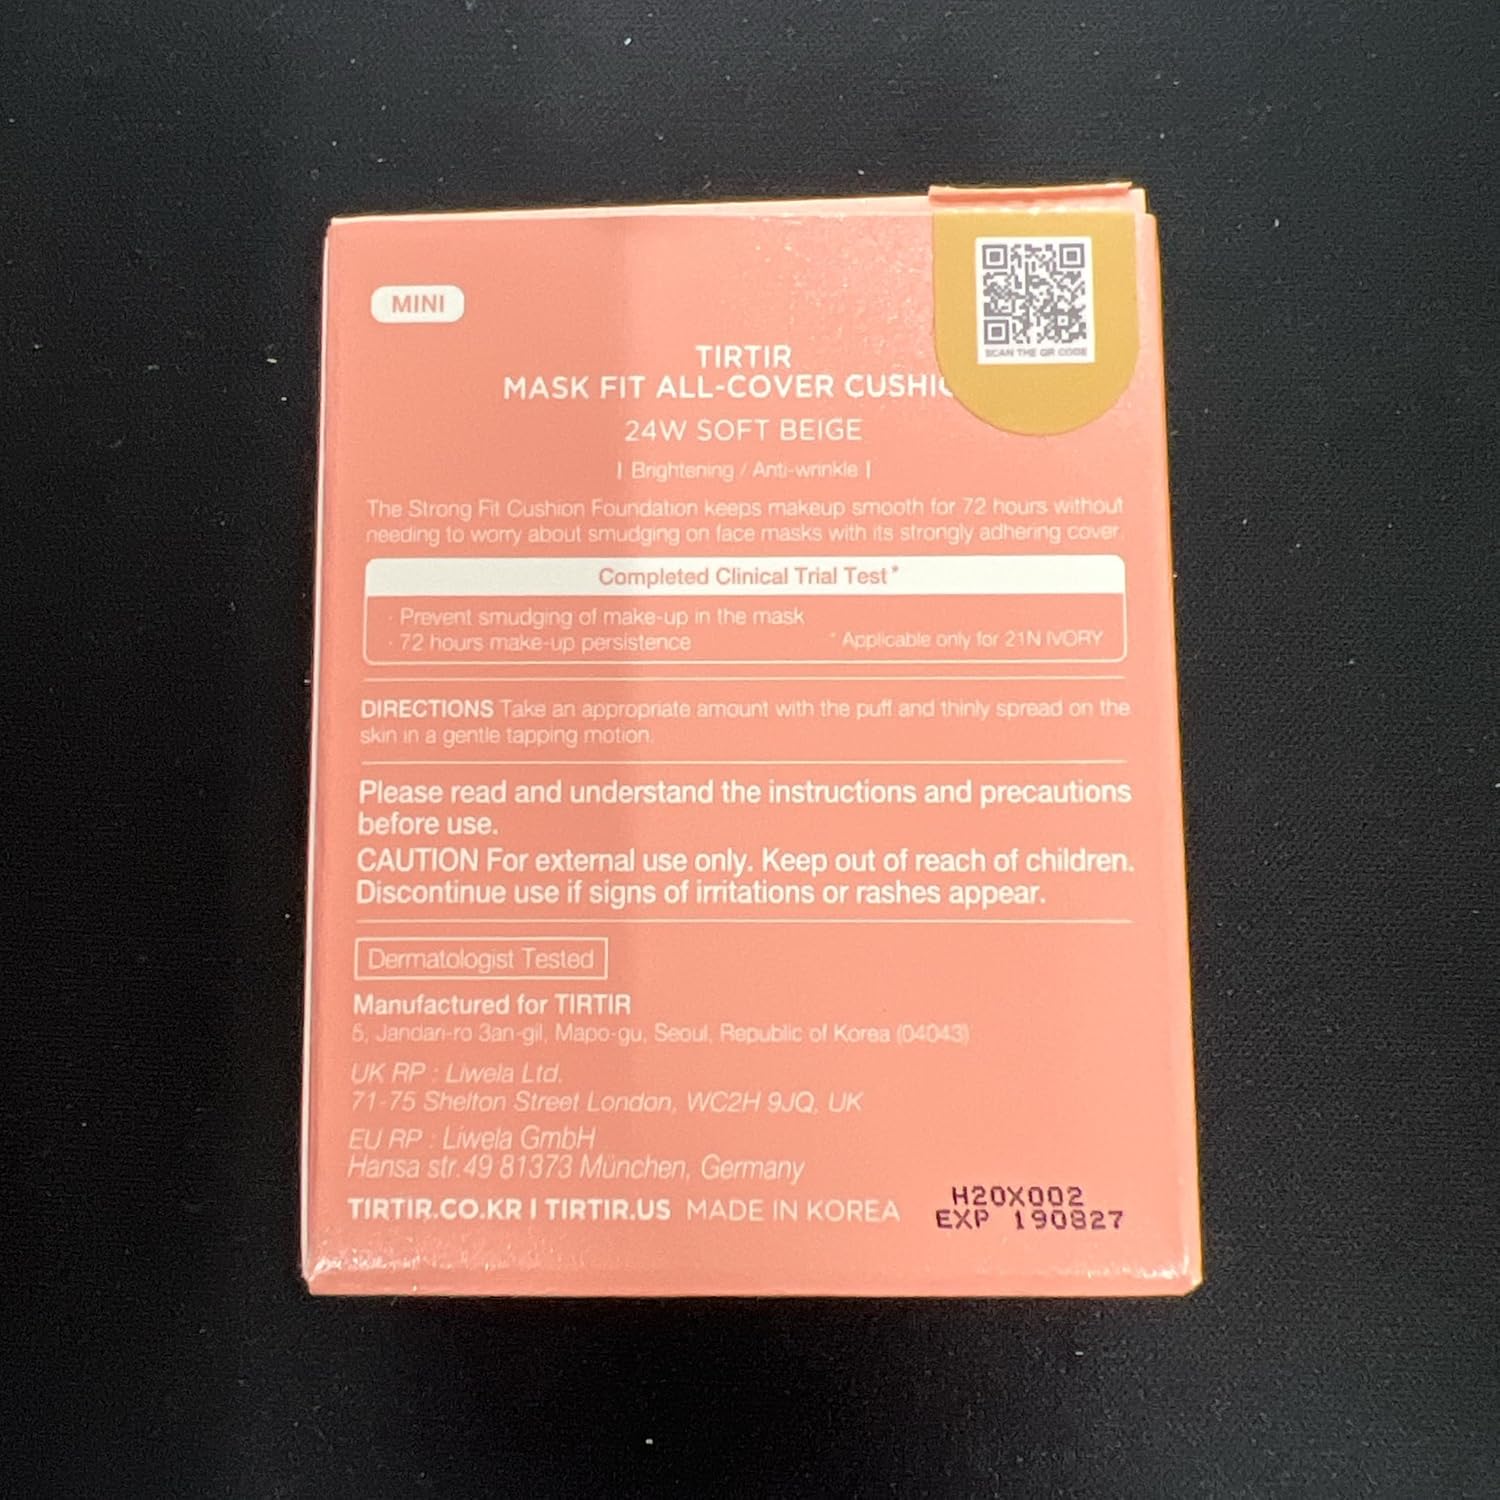 SCAN THE QR CODE
MINI
TIRTIR
MASK FIT ALL-COVER CUSHIO
24W SOFT BEIGE
| Brightening / Anti-wrinkle |
The Strong Fit Cushion Foundation keeps makeup smooth for 72 hours without
needing to worry about smudging on face masks with its strongly adhering cover.
Completed Clinical Trial Test*
· Prevent smudging of make-up in the mask
· 72 hours make-up persistence * Applicable only for 21N IVORY
DIRECTIONS Take an appropriate amount with the puff and thinly spread on the
skin in a gentle tapping motion.
Please read and understand the instructions and precautions
before use.
CAUTION For external use only. Keep out of reach of children.
Discontinue use if signs of irritations or rashes appear.
Dermatologist Tested
Manufactured for TIRTIR
5, Jandari-ro 3an-gil, Mapo-gu, Seoul, Republic of Korea (04043)
UK RP : Liwela Ltd.
71-75 Shelton Street London, WC2H 9JQ, UK
EU RP : Liwela GmbH
Hansa str.49 81373 München, Germany
TIRTIR.CO.KR | TIRTIR.US MADE IN KOREA
H20X002
EXP 190827